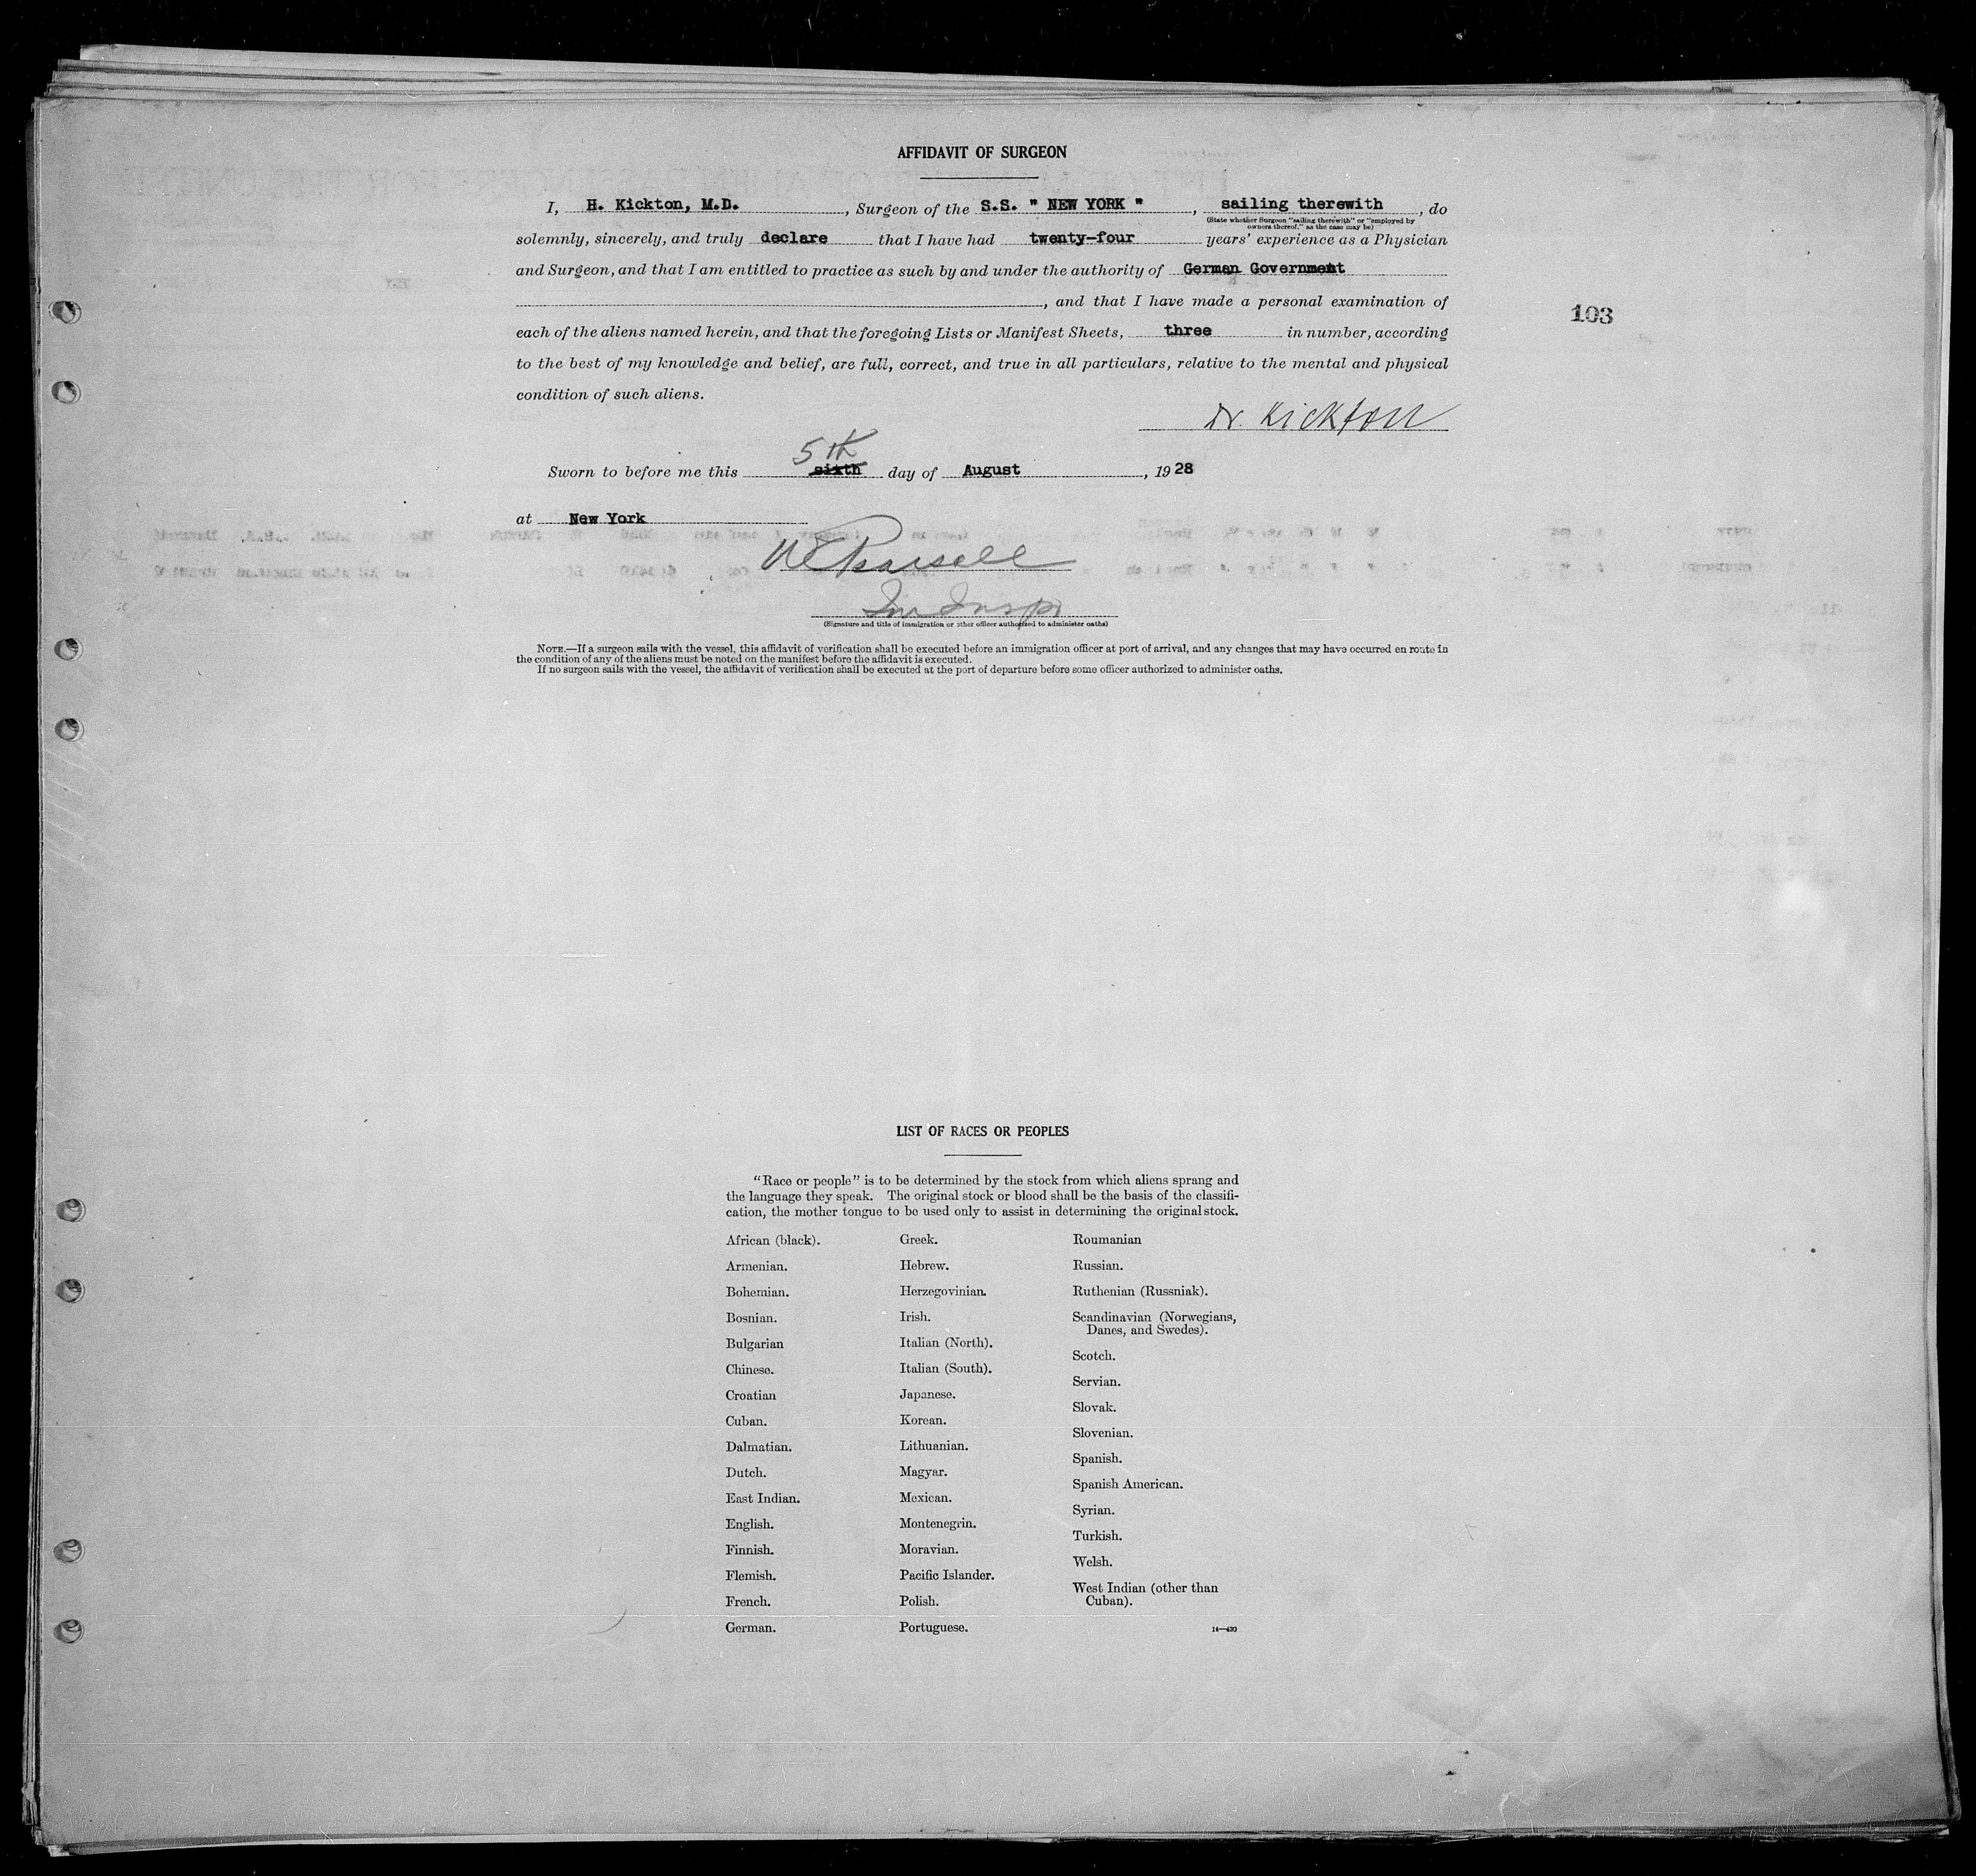 AFFIDAVIT OF SURGEON
I, H. Kickton, M.D., Surgeon of the S.S. " NEW YORK ", sailing therewith, do
(State whether Surgeon "sailing therewith" or "employed by
owners thereof," as the case may be)
solemnly, sincerely, and truly declare that I have had twenty-four years' experience as a Physician
and Surgeon, and that I am entitled to practice as such by and under the authority of German Government
, and that I have made a personal examination of
103
each of the aliens named herein, and that the foregoing Lists or Manifest Sheets, three in number, according
to the best of my knowledge and belief, are full, correct, and true in all particulars, relative to the mental and physical
condition of such aliens.
Dr. Kickton
5th
Sworn to before me this sixth day of August, 1928
at New York
(Signature and title of immigration or other officer authorized to administer oaths)
NOTE.—If a surgeon sails with the vessel, this affidavit of verification shall be executed before an immigration officer at port of arrival, and any changes that may have occurred en route in
the condition of any of the aliens must be noted on the manifest before the affidavit is executed.
If no surgeon sails with the vessel, the affidavit of verification shall be executed at the port of departure before some officer authorized to administer oaths.
LIST OF RACES OR PEOPLES
"Race or people" is to be determined by the stock from which aliens sprang and
the language they speak. The original stock or blood shall be the basis of the classifi-
cation, the mother tongue to be used only to assist in determining the original stock.
African (black).
Armenian.
Bohemian.
Bosnian.
Bulgarian
Chinese.
Croatian
Cuban.
Dalmatian.
Dutch.
East Indian.
English.
Finnish.
Flemish.
French.
German.
Greek.
Hebrew.
Herzegovinian.
Irish.
Italian (North).
Italian (South).
Japanese.
Korean.
Lithuanian.
Magyar.
Mexican.
Montenegrin.
Moravian.
Pacific Islander.
Polish.
Portuguese.
Roumanian
Russian.
Ruthenian (Russniak).
Scandinavian (Norwegians,
Danes, and Swedes).
Scotch.
Servian.
Slovak.
Slovenian.
Spanish.
Spanish American.
Syrian.
Turkish.
Welsh.
West Indian (other than
Cuban).
14—430